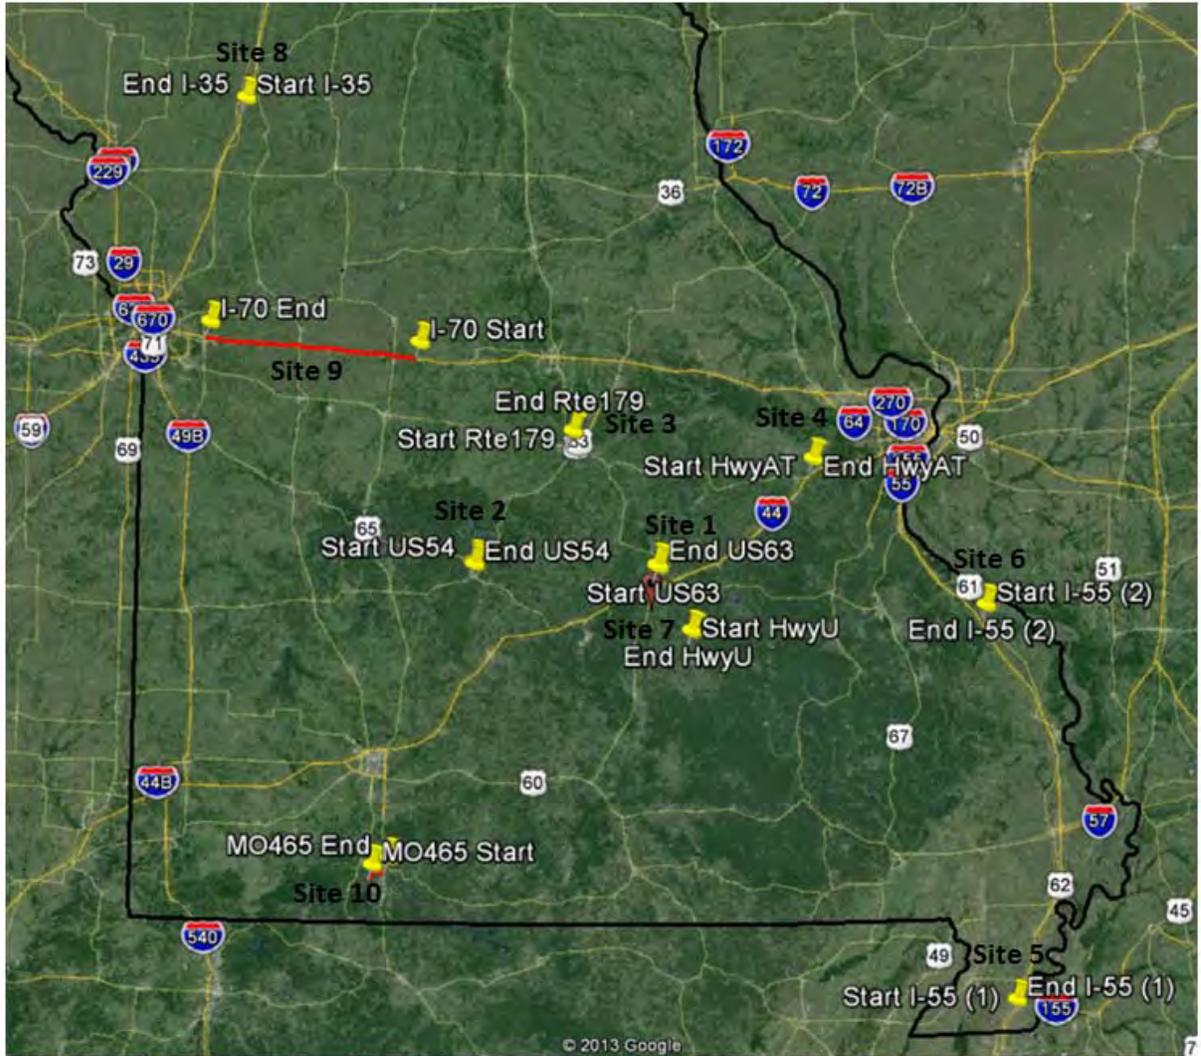 Site 8
End I-35 Start I-35
172
229
36
72
72B
73
29
I-70 End
670
I-70 Start
71
435
Site 9
End Rte179
270
59
49B
69
Start Rte179
Site 3
Site 4
64
170
50
Start HwyAT End HwyAT
55
65
Site 2
44
Site 1
Start US54 End US54
End US63
Site 6
51
61
Start US63
Start I-55 (2)
Site 7
Start HwyU
End I-55 (2)
End HwyU
67
44B
60
57
MO465 End MO465 Start
Site 10
62
45
540
49
Site 5
Start I-55 (1) End I-55 (1)
155
© 2013 Google